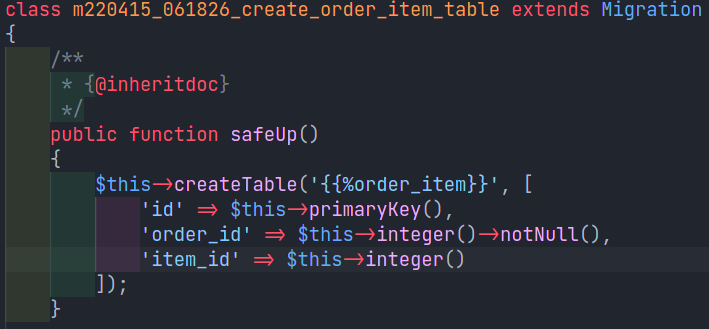 class m220415_061826_create_order_item_table extends Migration
{
    /**
     * {@inheritdoc}
     */
    public function safeUp()
    {
        $this->createTable('{{%order_item}}', [
            'id' => $this->primaryKey(),
            'order_id' => $this->integer()->notNull(),
            'item_id' => $this->integer()
        ]);
    }